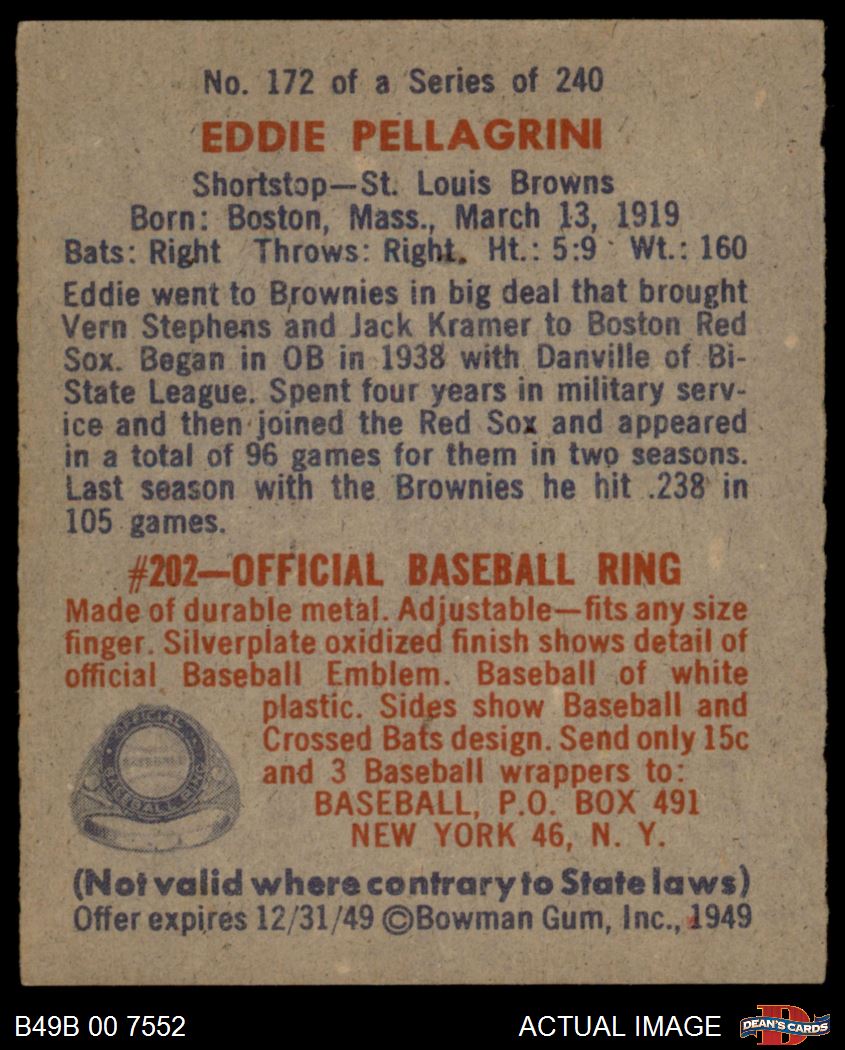 No. 172 of a Series of 240
EDDIE PELLAGRINI
Shortstop—St. Louis Browns
Born: Boston, Mass., March 13, 1919
Bats: Right Throws: Right. Ht.: 5:9 Wt.: 160
Eddie went to Brownies in big deal that brought
Vern Stephens and Jack Kramer to Boston Red
Sox. Began in OB in 1938 with Danville of Bi-
State League. Spent four years in military serv-
ice and then joined the Red Sox and appeared
in a total of 96 games for them in two seasons.
Last season with the Brownies he hit .238 in
105 games.
#202—OFFICIAL BASEBALL RING
Made of durable metal. Adjustable—fits any size
finger. Silverplate oxidized finish shows detail of
official Baseball Emblem. Baseball of white
plastic. Sides show Baseball and
Crossed Bats design. Send only 15c
and 3 Baseball wrappers to:
BASEBALL, P.O. BOX 491
NEW YORK 46, N. Y.
OFFICIAL
BASEBALL RING
(Not valid where contrary to State laws)
Offer expires 12/31/49 ©Bowman Gum, Inc., 1949
B49B 00 7552
ACTUAL IMAGE
DEAN'S CARDS